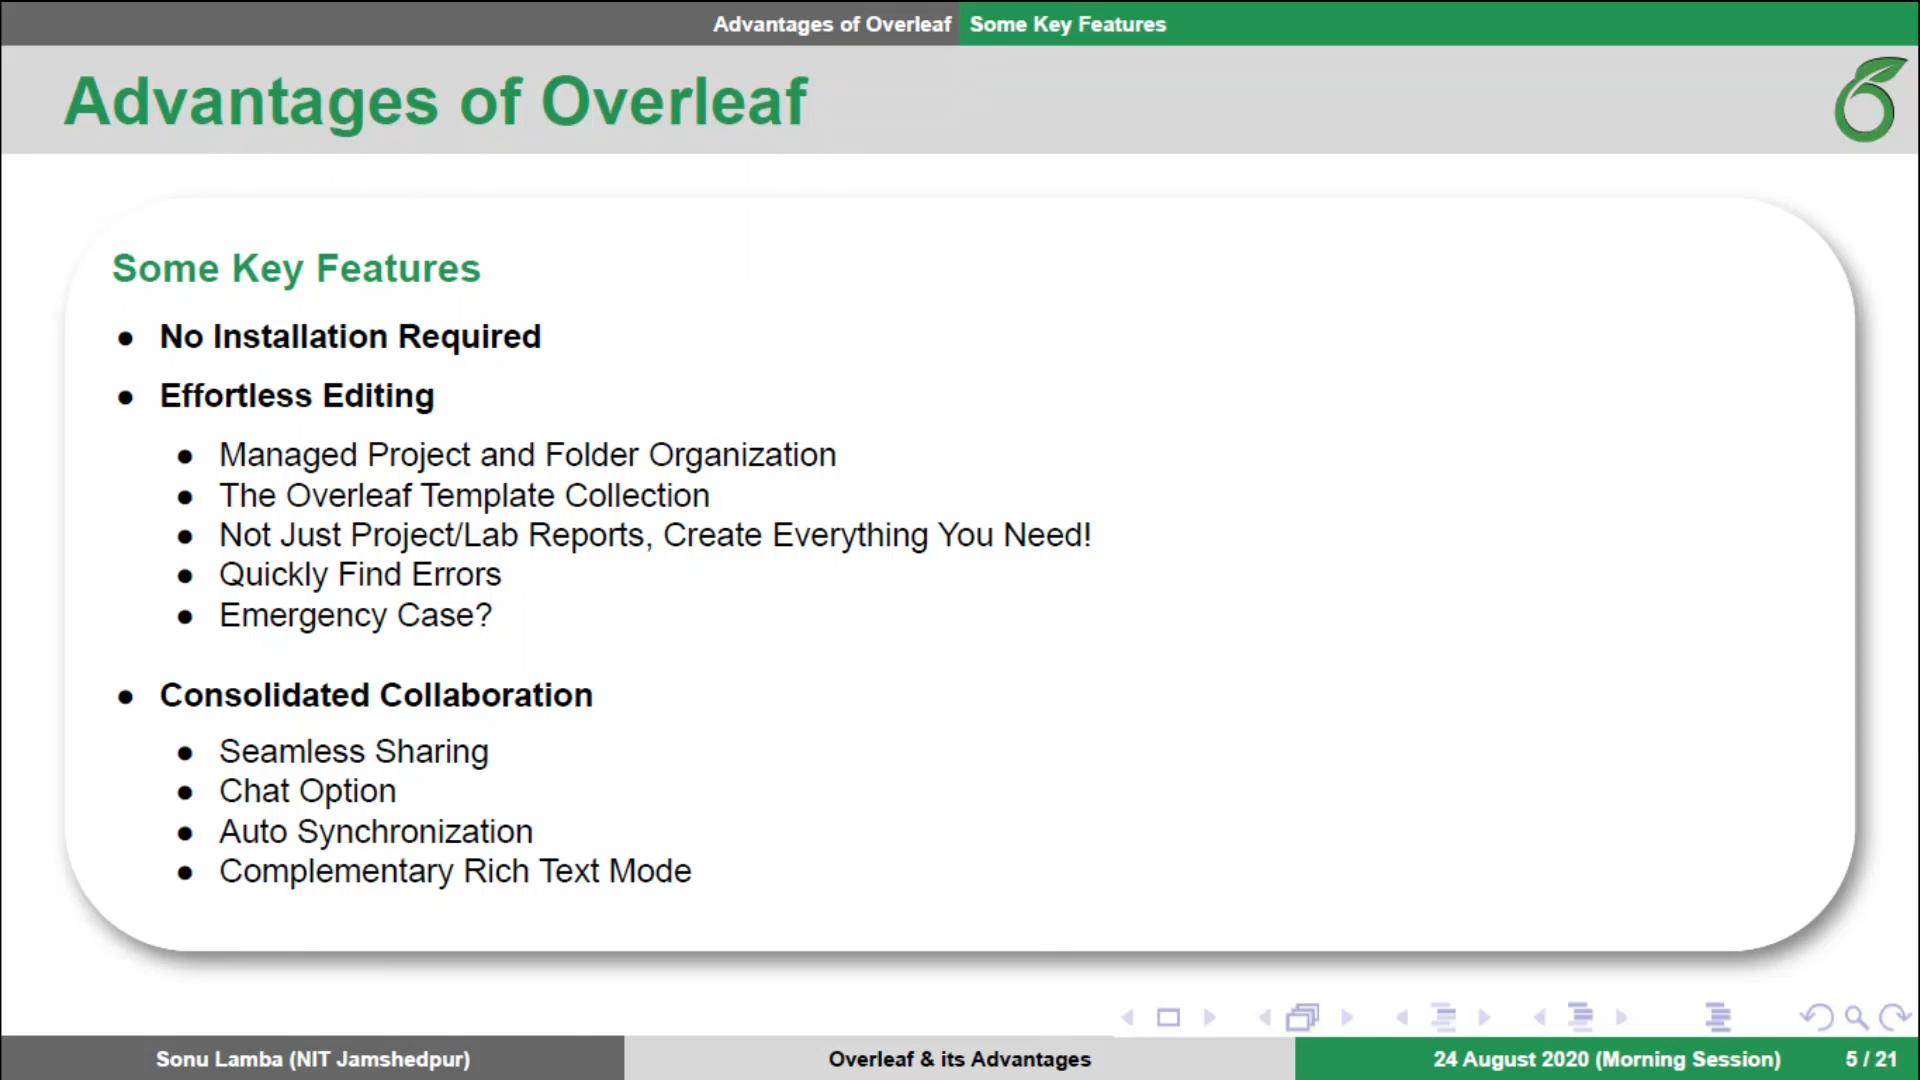 Advantages of Overleaf Some Key Features
Advantages of Overleaf
Some Key Features
● No Installation Required
● Effortless Editing
● Managed Project and Folder Organization
● The Overleaf Template Collection
● Not Just Project/Lab Reports, Create Everything You Need!
● Quickly Find Errors
● Emergency Case?
● Consolidated Collaboration
● Seamless Sharing
● Chat Option
● Auto Synchronization
● Complementary Rich Text Mode
Sonu Lamba (NIT Jamshedpur) Overleaf & its Advantages 24 August 2020 (Morning Session) 5 / 21